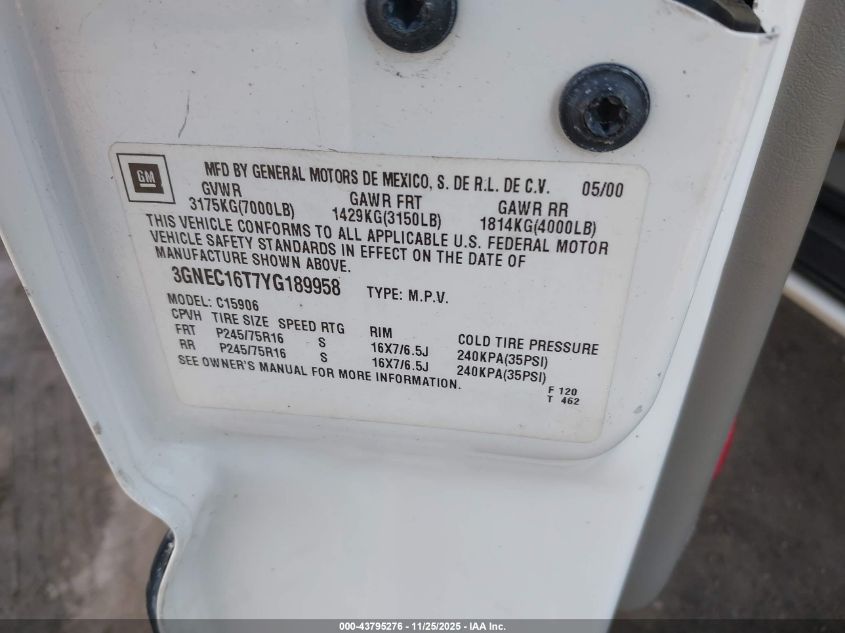 GM
MFD BY GENERAL MOTORS DE MEXICO, S. DE R.L. DE C.V. 05/00
GVWR GAWR FRT GAWR RR
3175KG(7000LB) 1429KG(3150LB) 1814KG(4000LB)
THIS VEHICLE CONFORMS TO ALL APPLICABLE U.S. FEDERAL MOTOR
VEHICLE SAFETY STANDARDS IN EFFECT ON THE DATE OF
MANUFACTURE SHOWN ABOVE.
3GNEC16T7YG189958 TYPE: M.P.V.
MODEL: C15906
CPVH TIRE SIZE SPEED RTG RIM COLD TIRE PRESSURE
FRT P245/75R16 S 16X7/6.5J 240KPA(35PSI)
RR P245/75R16 S 16X7/6.5J 240KPA(35PSI)
SEE OWNER'S MANUAL FOR MORE INFORMATION.
F 120
T 462
000-43795276 - 11/25/2025 - IAA Inc.